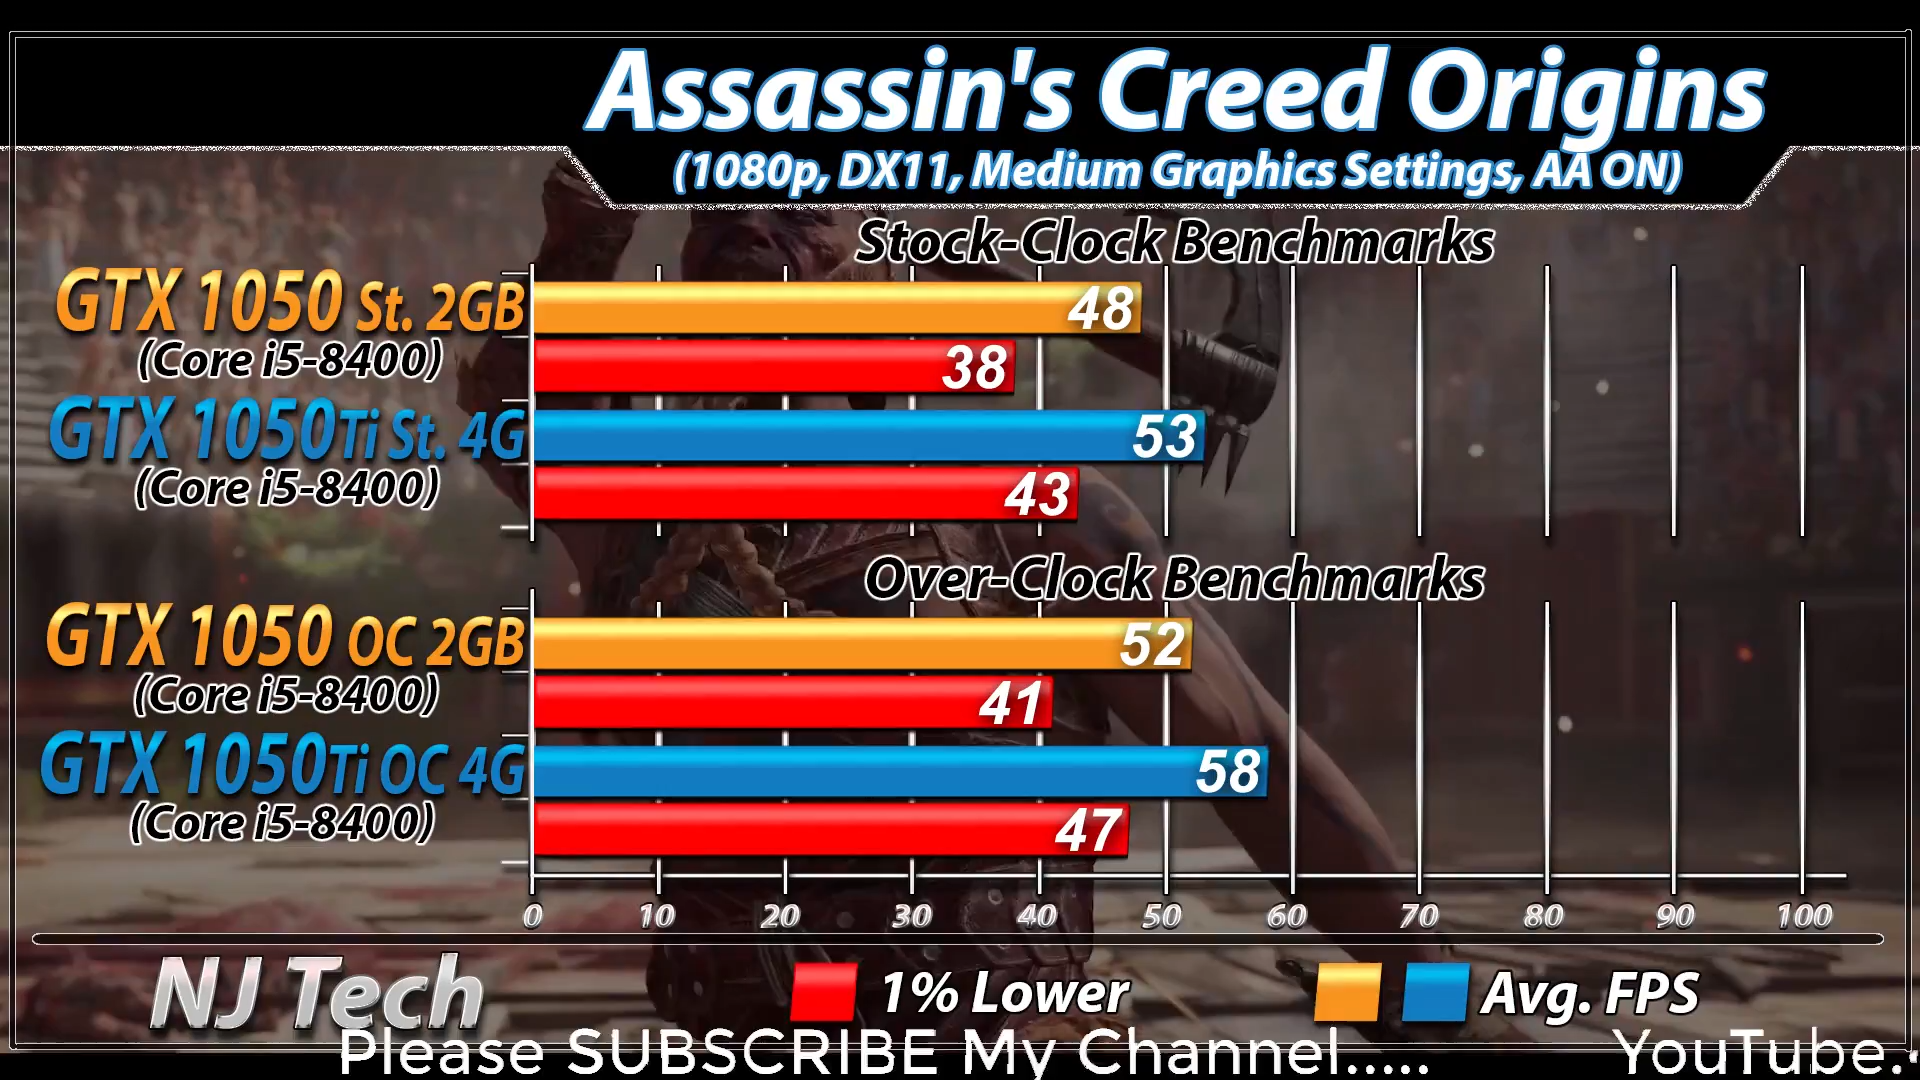 Assassin's Creed Origins
(1080p, DX11, Medium Graphics Settings, AA ON)
Stock-Clock Benchmarks
GTX 1050 St. 2GB
48
(Core i5-8400)
38
GTX 1050Ti St. 4G
53
(Core i5-8400)
43
Over-Clock Benchmarks
GTX 1050 OC 2GB
52
(Core i5-8400)
41
GTX 1050Ti OC 4G
58
(Core i5-8400)
47
0 10 20 30 40 50 60 70 80 90 100
NJ Tech
1% Lower
Avg. FPS
Please SUBSCRIBE My Channel..... YouTube.